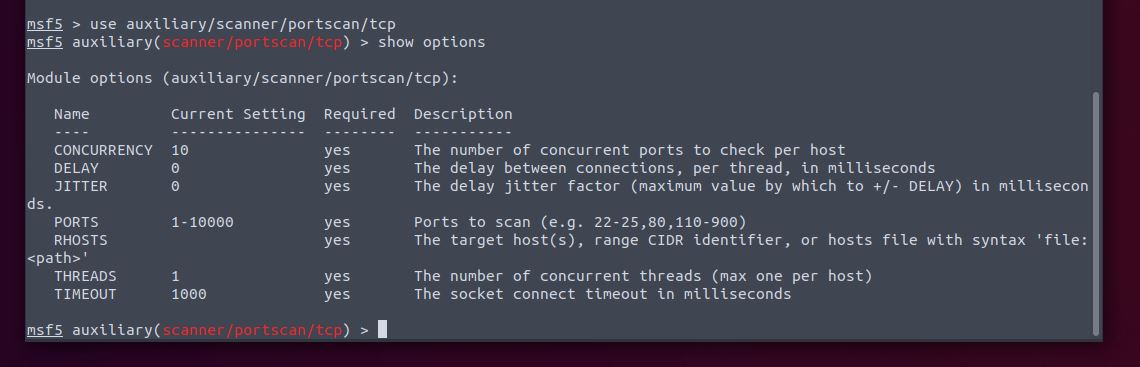 msf5 > use auxiliary/scanner/portscan/tcp
msf5 auxiliary(scanner/portscan/tcp) > show options
Module options (auxiliary/scanner/portscan/tcp):
   Name         Current Setting  Required  Description
   ----         ---------------  --------  -----------
   CONCURRENCY  10               yes       The number of concurrent ports to check per host
   DELAY        0                yes       The delay between connections, per thread, in milliseconds
   JITTER       0                yes       The delay jitter factor (maximum value by which to +/- DELAY) in millisecon
ds.
   PORTS        1-10000          yes       Ports to scan (e.g. 22-25,80,110-900)
   RHOSTS                        yes       The target host(s), range CIDR identifier, or hosts file with syntax 'file:
<path>'
   THREADS      1                yes       The number of concurrent threads (max one per host)
   TIMEOUT      1000             yes       The socket connect timeout in milliseconds
msf5 auxiliary(scanner/portscan/tcp) >